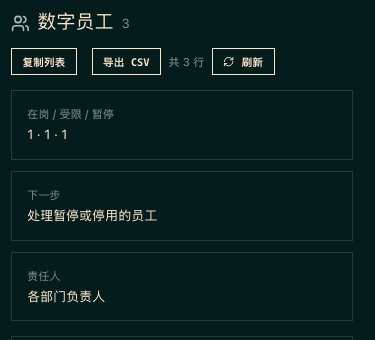 数字员工 3
复制列表 导出 CSV 共 3 行 刷新
在岗 / 受限 / 暂停
1 · 1 · 1
下一步
处理暂停或停用的员工
责任人
各部门负责人